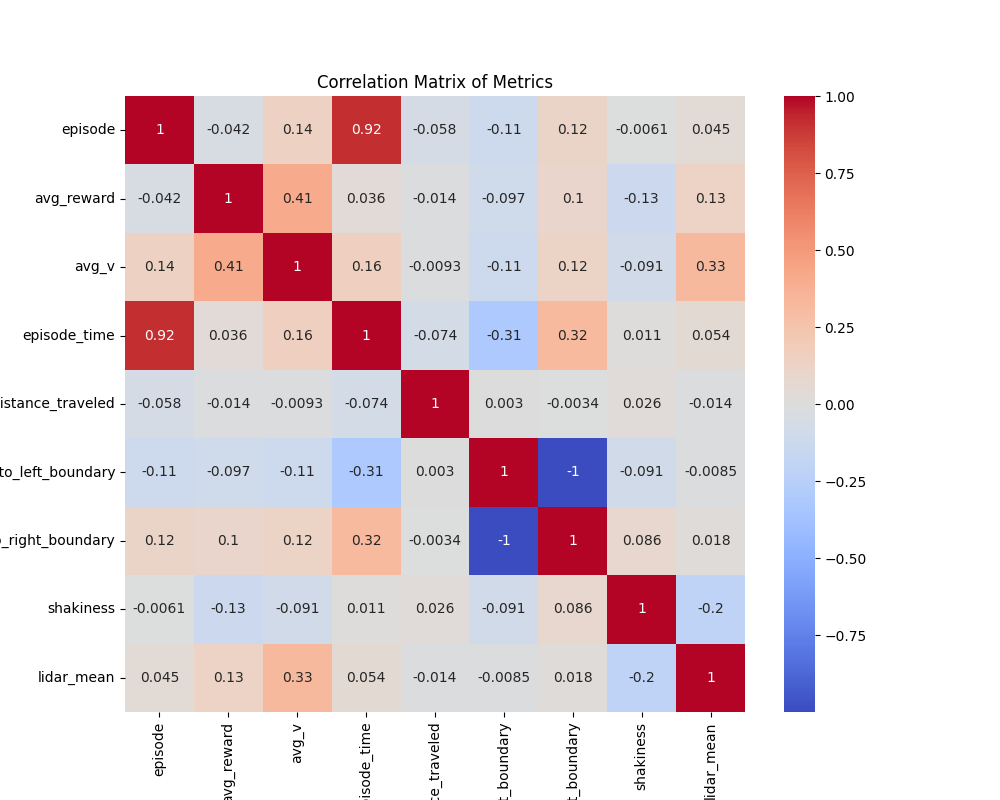 Correlation Matrix of Metrics
episode 1 -0.042 0.14 0.92 -0.058 -0.11 0.12 -0.0061 0.045
avg_reward -0.042 1 0.41 0.036 -0.014 -0.097 0.1 -0.13 0.13
avg_v 0.14 0.41 1 0.16 -0.0093 -0.11 0.12 -0.091 0.33
episode_time 0.92 0.036 0.16 1 -0.074 -0.31 0.32 0.011 0.054
istance_traveled -0.058 -0.014 -0.0093 -0.074 1 0.003 -0.0034 0.026 -0.014
to_left_boundary -0.11 -0.097 -0.11 -0.31 0.003 1 -1 -0.091 -0.0085
o_right_boundary 0.12 0.1 0.12 0.32 -0.0034 -1 1 0.086 0.018
shakiness -0.0061 -0.13 -0.091 0.011 0.026 -0.091 0.086 1 -0.2
lidar_mean 0.045 0.13 0.33 0.054 -0.014 -0.0085 0.018 -0.2 1
episode
avg_reward
avg_v
isode_time
ce_traveled
t_boundary
t_boundary
shakiness
lidar_mean
1.00
0.75
0.50
0.25
0.00
−0.25
−0.50
−0.75